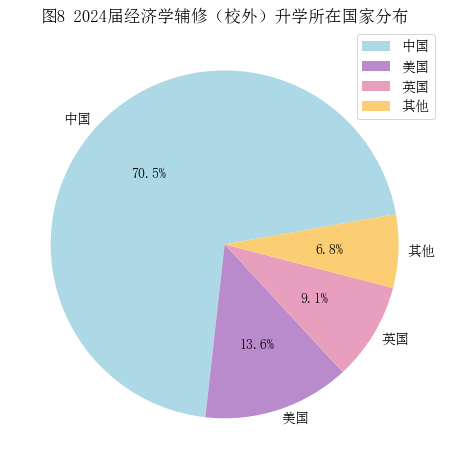 图8 2024届经济学辅修（校外）升学所在国家分布
中国
美国
英国
其他
中国
70.5%
6.8%
其他
9.1%
英国
13.6%
美国